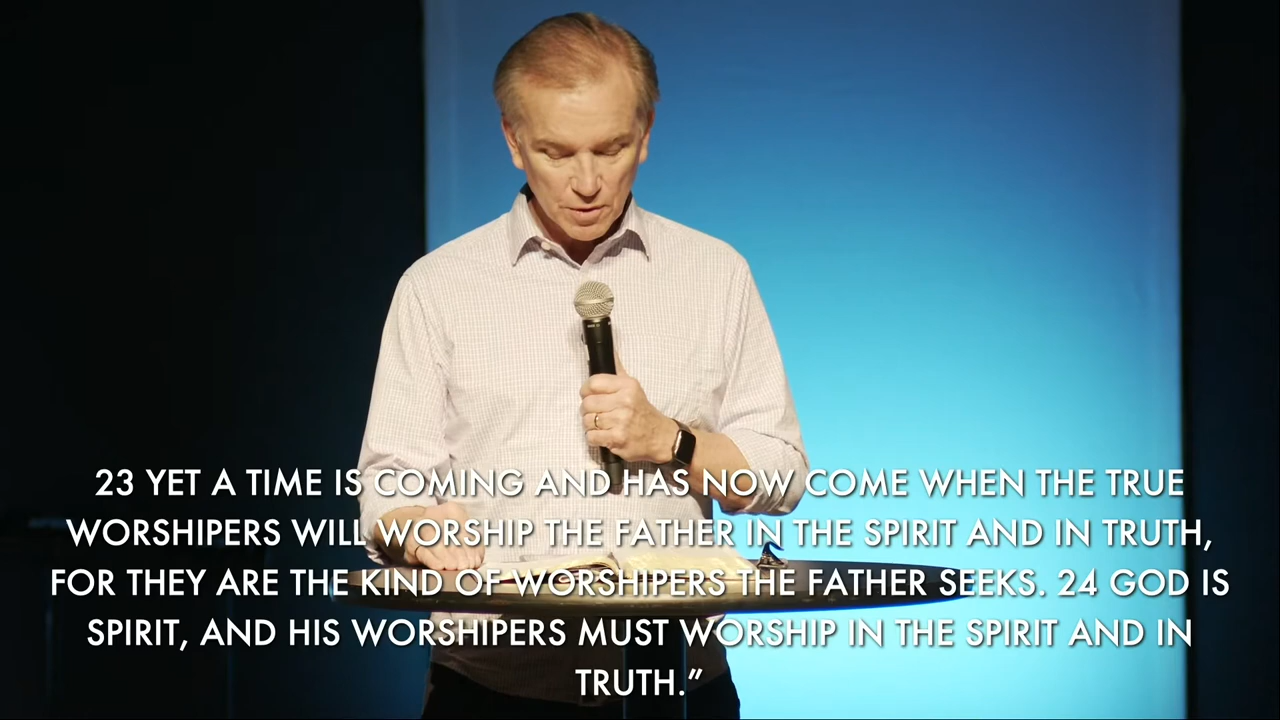 23 YET A TIME IS COMING AND HAS NOW COME WHEN THE TRUE
WORSHIPERS WILL WORSHIP THE FATHER IN THE SPIRIT AND IN TRUTH,
FOR THEY ARE THE KIND OF WORSHIPERS THE FATHER SEEKS. 24 GOD IS
SPIRIT, AND HIS WORSHIPERS MUST WORSHIP IN THE SPIRIT AND IN
TRUTH.”